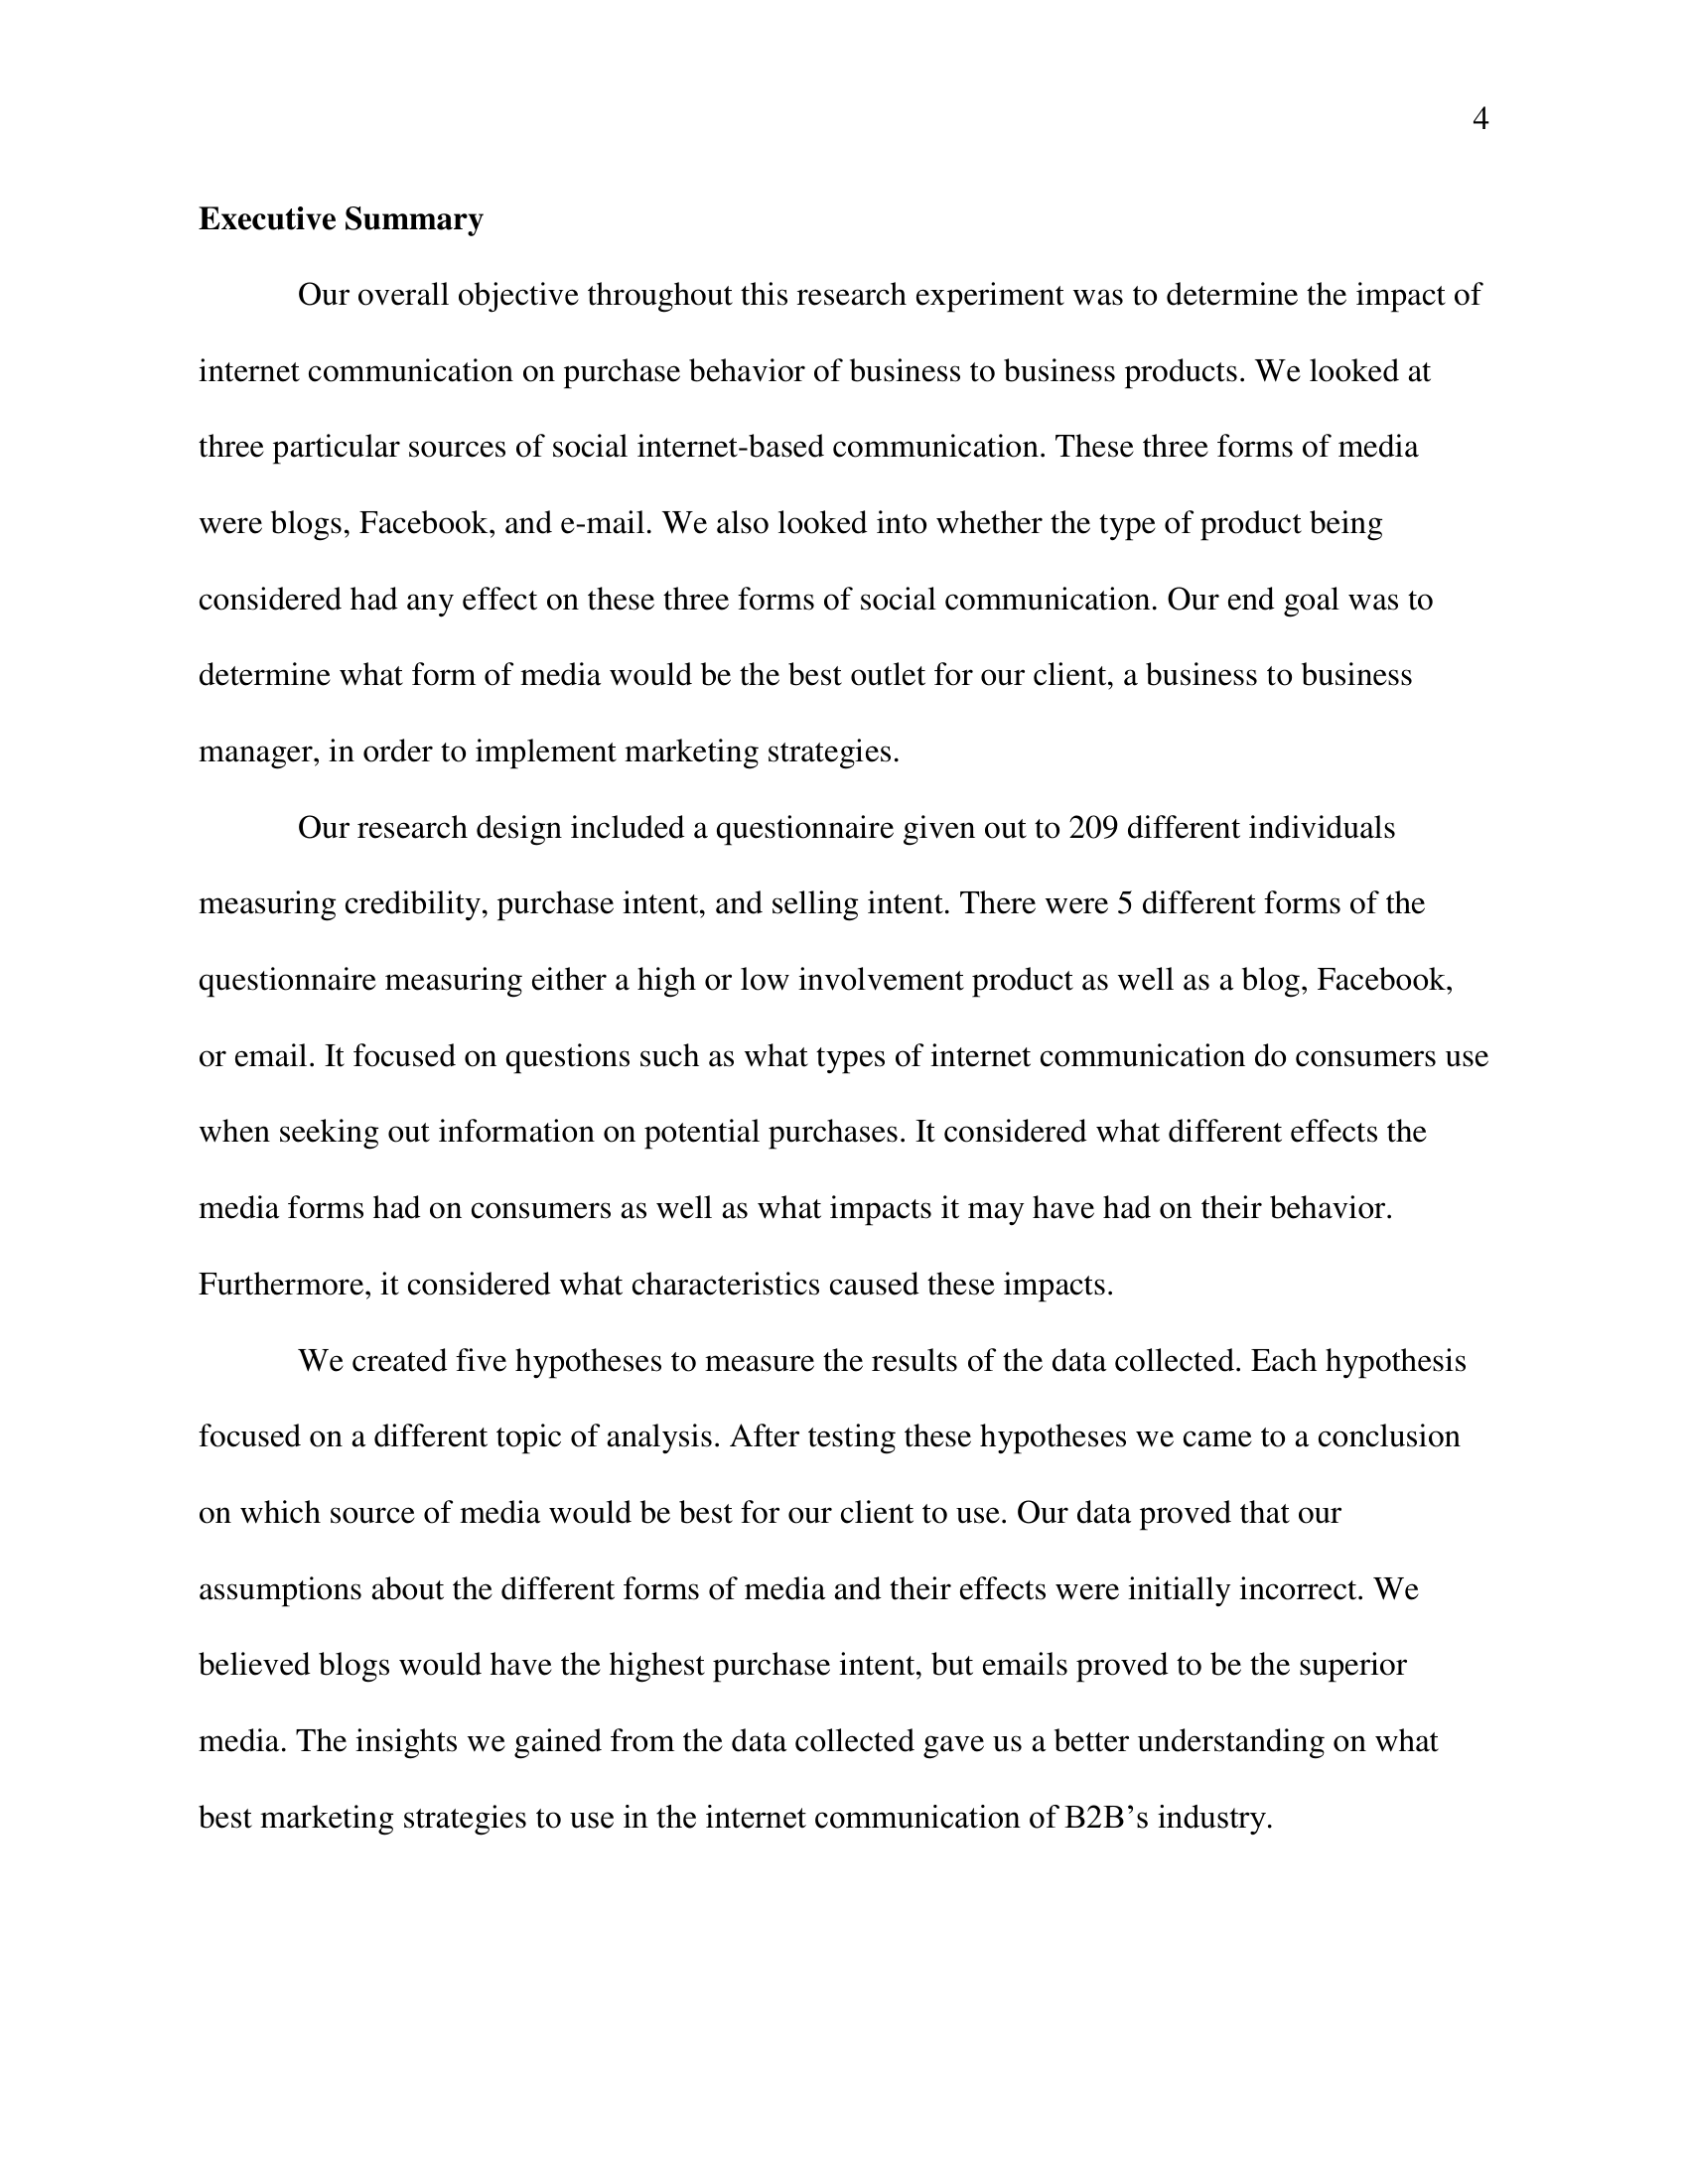 4
Executive Summary
Our overall objective throughout this research experiment was to determine the impact of
internet communication on purchase behavior of business to business products. We looked at
three particular sources of social internet-based communication. These three forms of media
were blogs, Facebook, and e-mail. We also looked into whether the type of product being
considered had any effect on these three forms of social communication. Our end goal was to
determine what form of media would be the best outlet for our client, a business to business
manager, in order to implement marketing strategies.
Our research design included a questionnaire given out to 209 different individuals
measuring credibility, purchase intent, and selling intent. There were 5 different forms of the
questionnaire measuring either a high or low involvement product as well as a blog, Facebook,
or email. It focused on questions such as what types of internet communication do consumers use
when seeking out information on potential purchases. It considered what different effects the
media forms had on consumers as well as what impacts it may have had on their behavior.
Furthermore, it considered what characteristics caused these impacts.
We created five hypotheses to measure the results of the data collected. Each hypothesis
focused on a different topic of analysis. After testing these hypotheses we came to a conclusion
on which source of media would be best for our client to use. Our data proved that our
assumptions about the different forms of media and their effects were initially incorrect. We
believed blogs would have the highest purchase intent, but emails proved to be the superior
media. The insights we gained from the data collected gave us a better understanding on what
best marketing strategies to use in the internet communication of B2B’s industry.